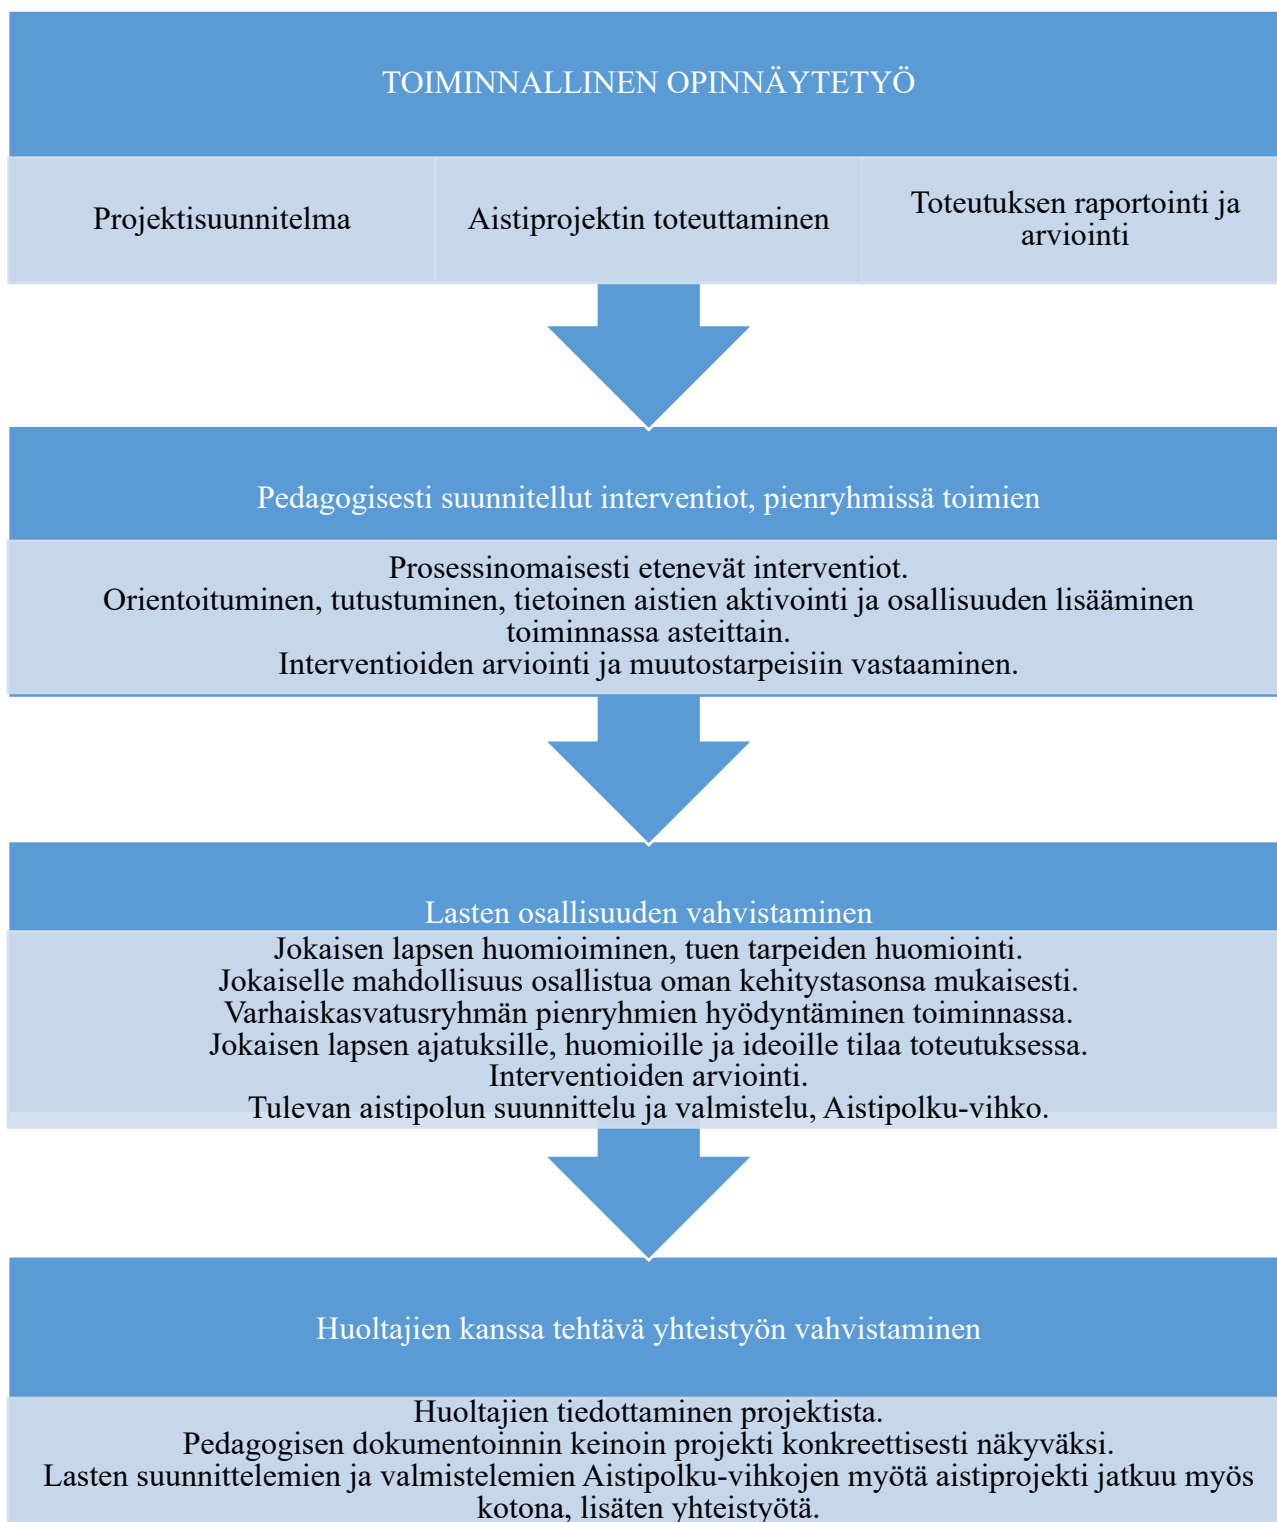 TOIMINNALLINEN OPINNÄYTETYÖ
Projektisuunnitelma
Aistiprojektin toteuttaminen
Toteutuksen raportointi ja
arviointi
Pedagogisesti suunnitellut interventiot, pienryhmissä toimien
Prosessinomaisesti etenevät interventiot.
Orientoituminen, tutustuminen, tietoinen aistien aktivointi ja osallisuuden lisääminen
toiminnassa asteittain.
Interventioiden arviointi ja muutostarpeisiin vastaaminen.
Lasten osallisuuden vahvistaminen
Jokaisen lapsen huomioiminen, tuen tarpeiden huomiointi.
Jokaiselle mahdollisuus osallistua oman kehitystasonsa mukaisesti.
Varhaiskasvatusryhmän pienryhmien hyödyntäminen toiminnassa.
Jokaisen lapsen ajatuksille, huomioille ja ideoille tilaa toteutuksessa.
Interventioiden arviointi.
Tulevan aistipolun suunnittelu ja valmistelu, Aistipolku-vihko.
Huoltajien kanssa tehtävä yhteistyön vahvistaminen
Huoltajien tiedottaminen projektista.
Pedagogisen dokumentoinnin keinoin projekti konkreettisesti näkyväksi.
Lasten suunnittelemien ja valmistelemien Aistipolku-vihkojen myötä aistiprojekti jatkuu myös
kotona, lisäten yhteistyötä.